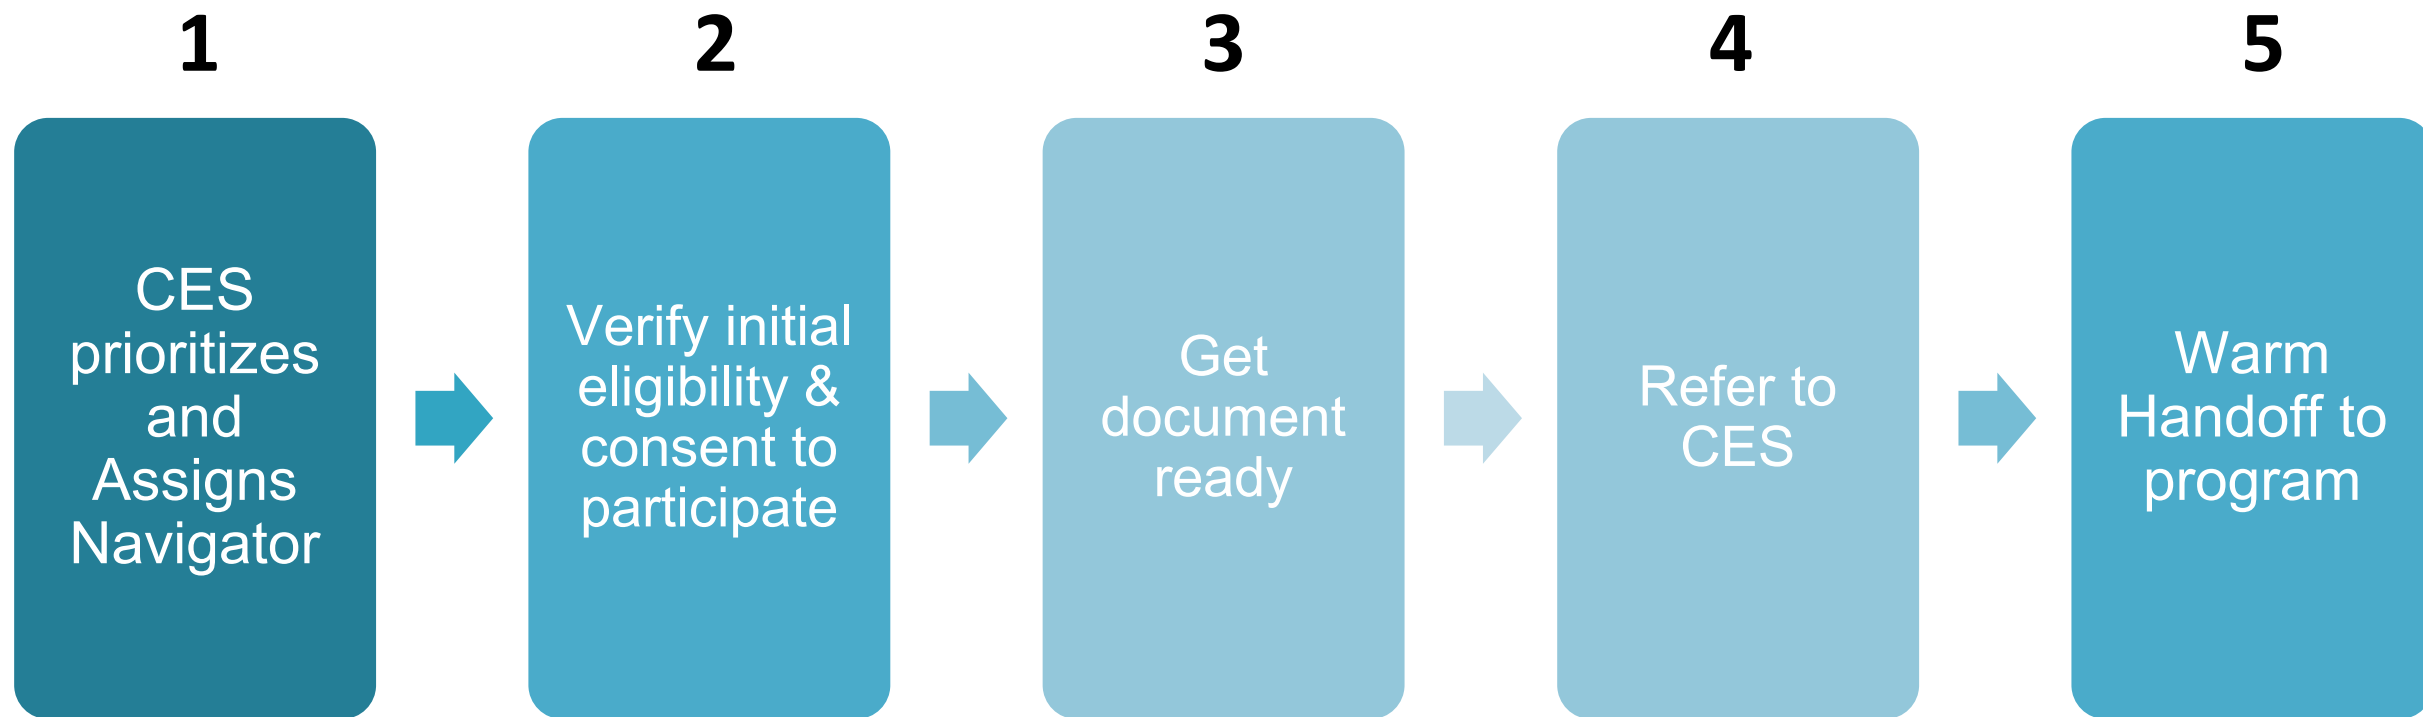 1
2
3
4
5
CES
prioritizes
and
Assigns
Navigator
Verify initial
eligibility &
consent to
participate
Get
document
ready
Refer to
CES
Warm
Handoff to
program